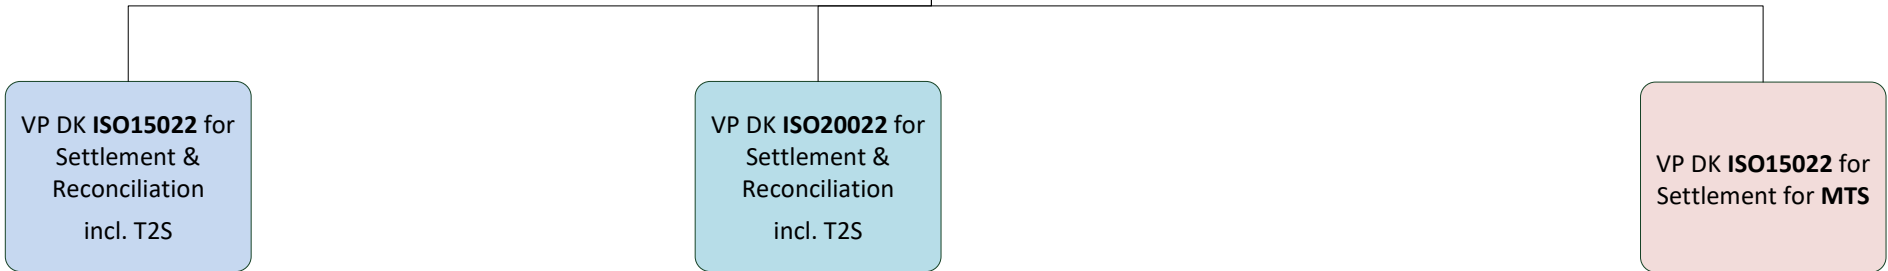 VP DK ISO15022 for
Settlement &
Reconciliation
incl. T2S
VP DK ISO20022 for
Settlement &
Reconciliation
incl. T2S
VP DK ISO15022 for
Settlement for MTS